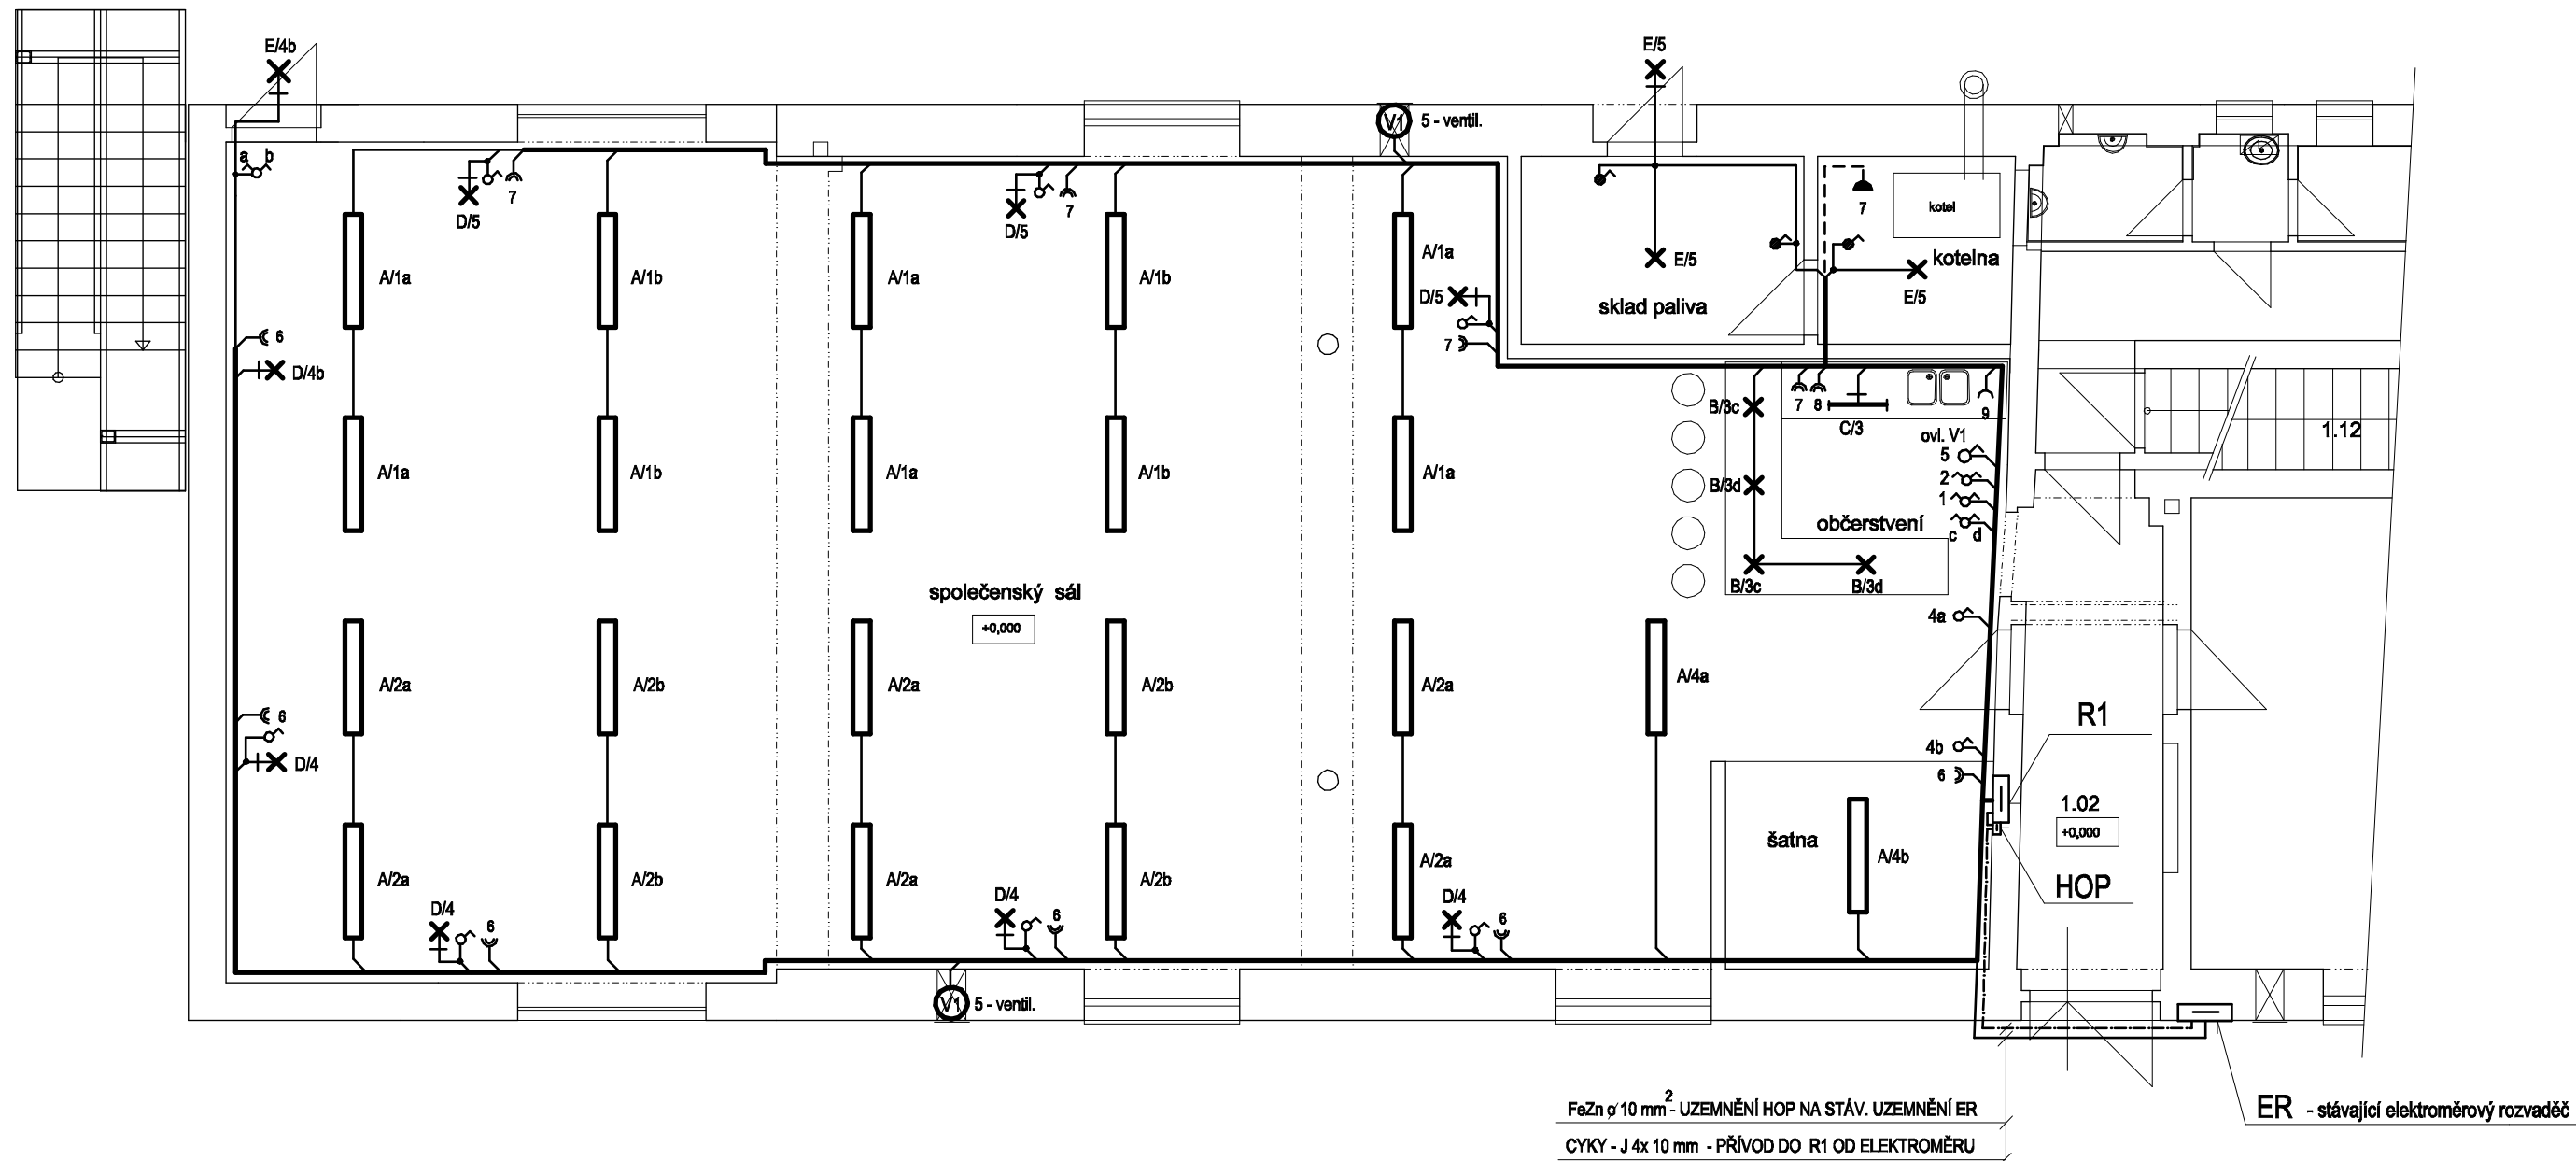 E/4b
E/5
V1 5 - ventil.
a b
D/5
7
D/5
7
7
kotel
A/1a
A/1b
A/1a
A/1b
A/1a
E/5
kotelna
D/5
E/5
sklad paliva
6
7
D/4b
B/3c
7 8
9
C/3
ovl. V1
1.12
5
A/1a
A/1b
A/1a
A/1b
A/1a
2
B/3d
1
občerstvení
c d
společenský sál
B/3c
B/3d
+0,000
4a
A/2a
A/2b
A/2a
A/2b
A/2a
A/4a
6
R1
4b
D/4
6
1.02
+0,000
šatna
A/4b
A/2a
A/2b
A/2a
A/2b
A/2a
HOP
D/4
6
D/4
6
D/4
6
V1 5 - ventil.
FeZn ø 10 mm2 - UZEMNĚNÍ HOP NA STÁV. UZEMNĚNÍ ER
ER - stávající elektroměrový rozvaděč
CYKY - J 4x 10 mm - PŘÍVOD DO R1 OD ELEKTROMĚRU